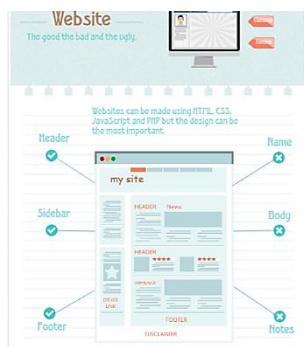 Website
The good the bad and the ugly.
Websites can be made using HTML, CSS,
JavaScript and PHP but the design can be
the most important.
Header
Name
my site
Sidebar
Body
HEADER News
HEADER
FOOTER
Footer
Notes
DISCLAIMER